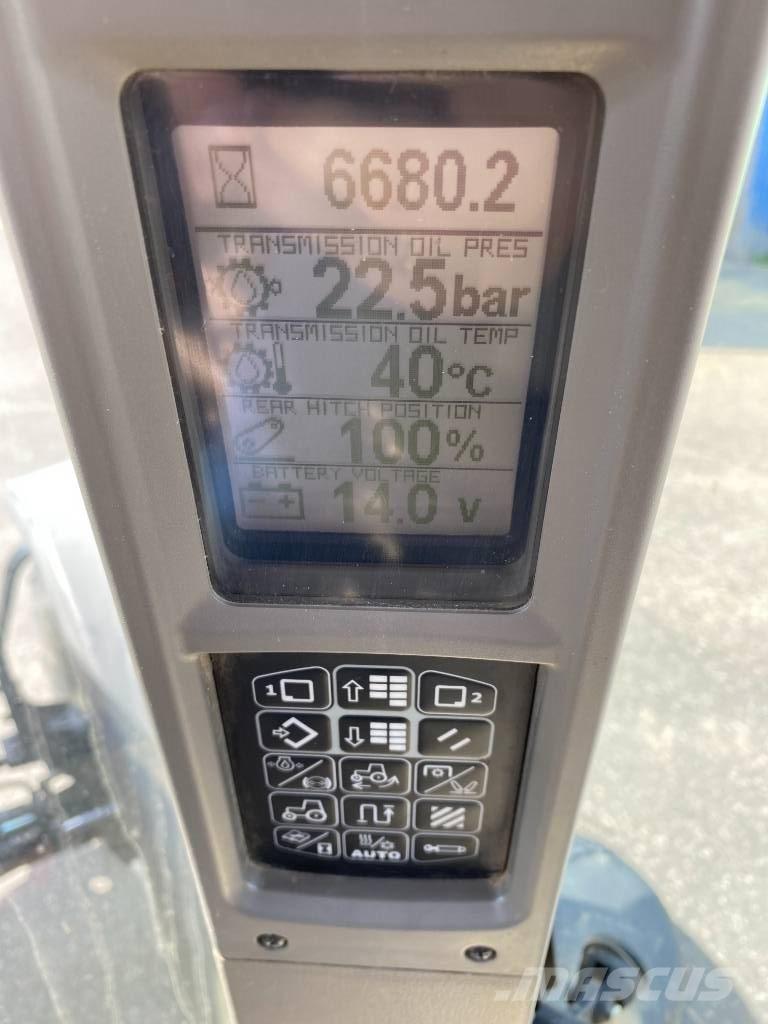 6680.2
TRANSMISSION OIL PRES
22.5bar
TRANSMISSION OIL TEMP
40°C
REAR HITCH POSITION
100%
BATTERY VOLTAGE
14.0 V
1 2
AUTO
MASCUS